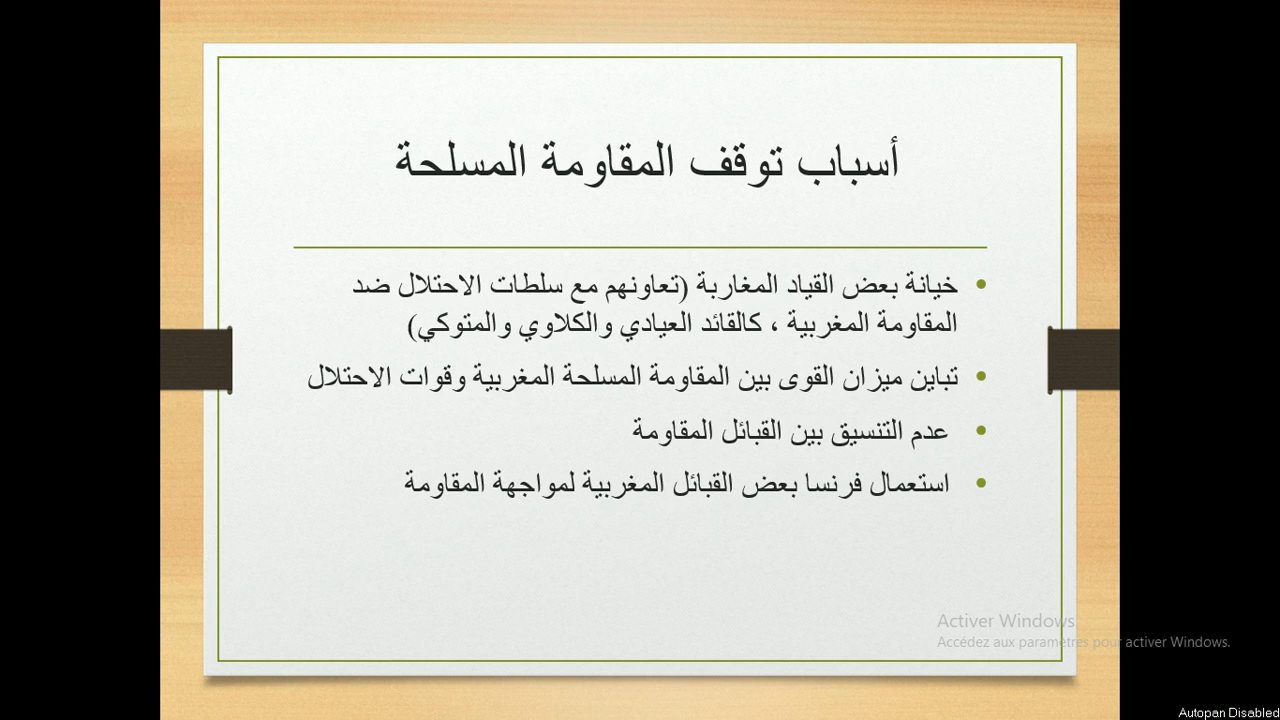 أسباب توقف المقاومة المسلحة
• خيانة بعض القياد المغاربة (تعاونهم مع سلطات الاحتلال ضد
المقاومة المغربية ، كالقائد العيادي والكلاوي والمتوكي)
• تباين ميزان القوى بين المقاومة المسلحة المغربية وقوات الاحتلال
• عدم التنسيق بين القبائل المقاومة
• استعمال فرنسا بعض القبائل المغربية لمواجهة المقاومة
Activer Windows
Accédez aux paramètres pour activer Windows.
Autopan Disabled